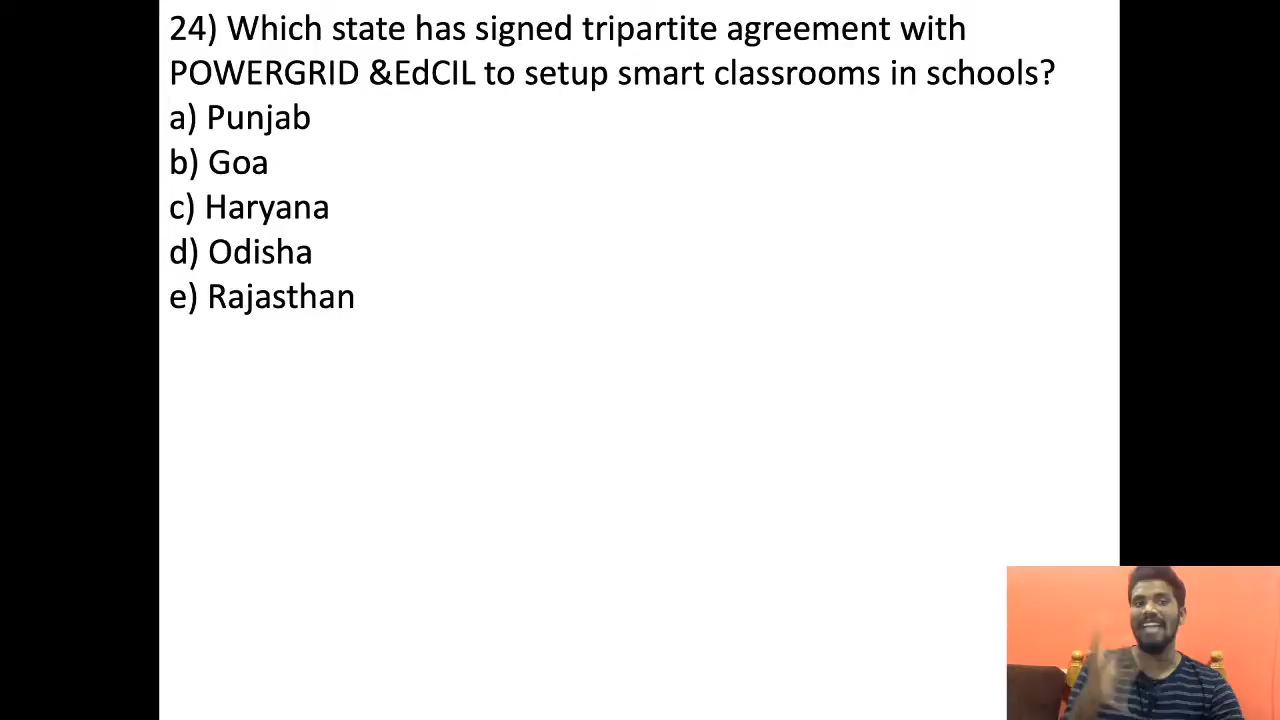 24) Which state has signed tripartite agreement with
POWERGRID &EdCIL to setup smart classrooms in schools?
a) Punjab
b) Goa
c) Haryana
d) Odisha
e) Rajasthan